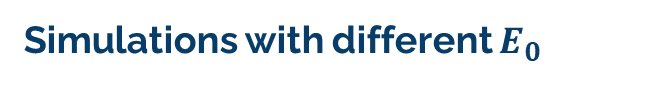 Simulations with different E₀